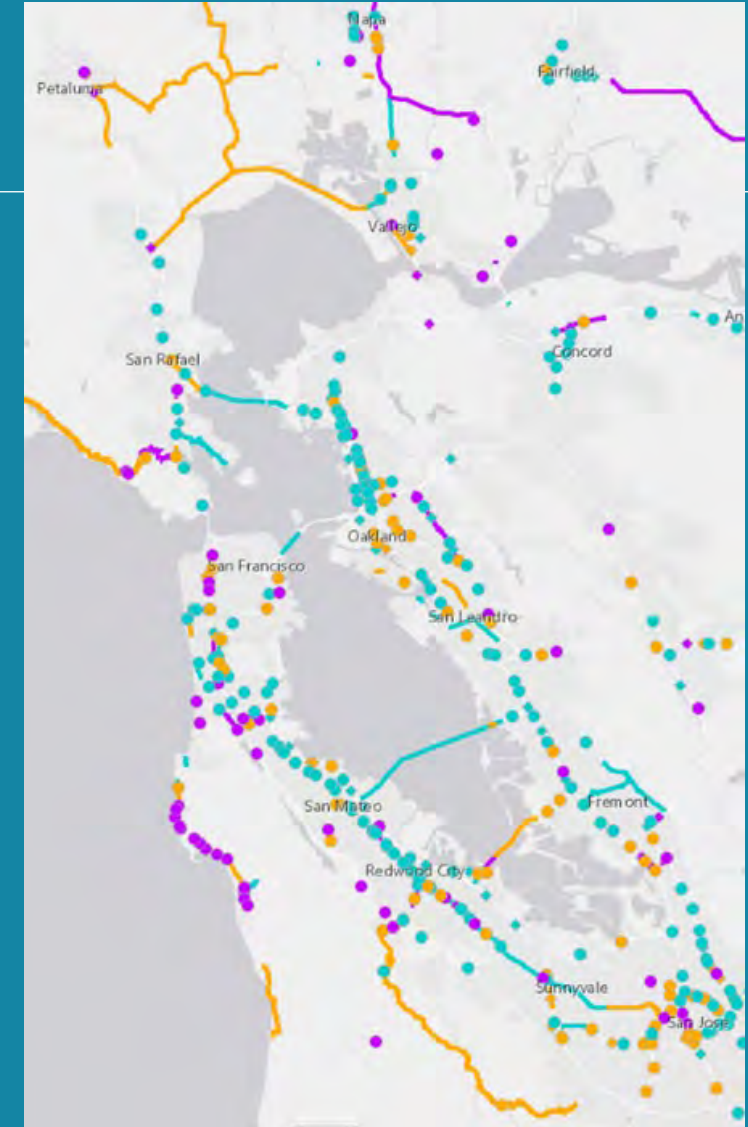 Napa
Fairfield
Petaluma
Vallejo
An
Concord
San Rafael
Oakland
San Francisco
San Leandro
Fremont
San Mateo
Redwood City
Sunnyvale
San Jose